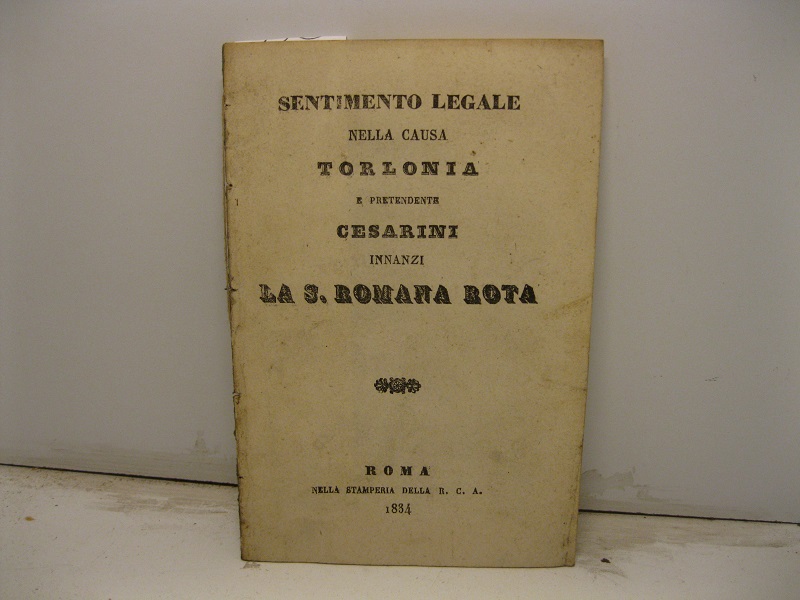 SENTIMENTO LEGALE
NELLA CAUSA
TORLONIA
E PRETENDENTE
CESARINI
INNANZI
LA S. ROMANA ROTA
ROMA
NELLA STAMPERIA DELLA R. C. A.
1834